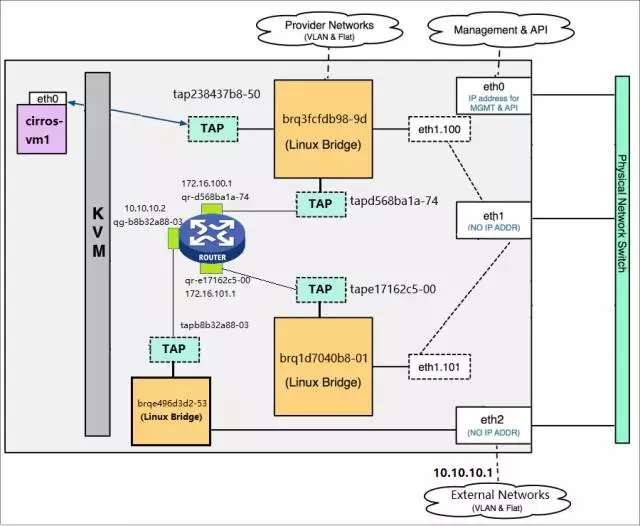 Provider Networks
(VLAN & Flat)
Management & API
eth0
IP address for
MGMT & API
tap238437b8-50
eth0
cirros-
vm1
TAP
brq3fcfdb98-9d
(Linux Bridge)
eth1.100
172.16.100.1
qr-d568ba1a-74
TAP
tapd568ba1a-74
KVM
10.10.10.2
qg-b8b32a88-03
ROUTER
eth1
(NO IP ADDR)
Physical Network Switch
qr-e17162c5-00
172.16.101.1
TAP
tape17162c5-00
tapb8b32a88-03
TAP
brq1d7040b8-01
(Linux Bridge)
eth1.101
brqe496d3d2-53
(Linux Bridge)
eth2
(NO IP ADDR)
10.10.10.1
External Networks
(VLAN & Flat)